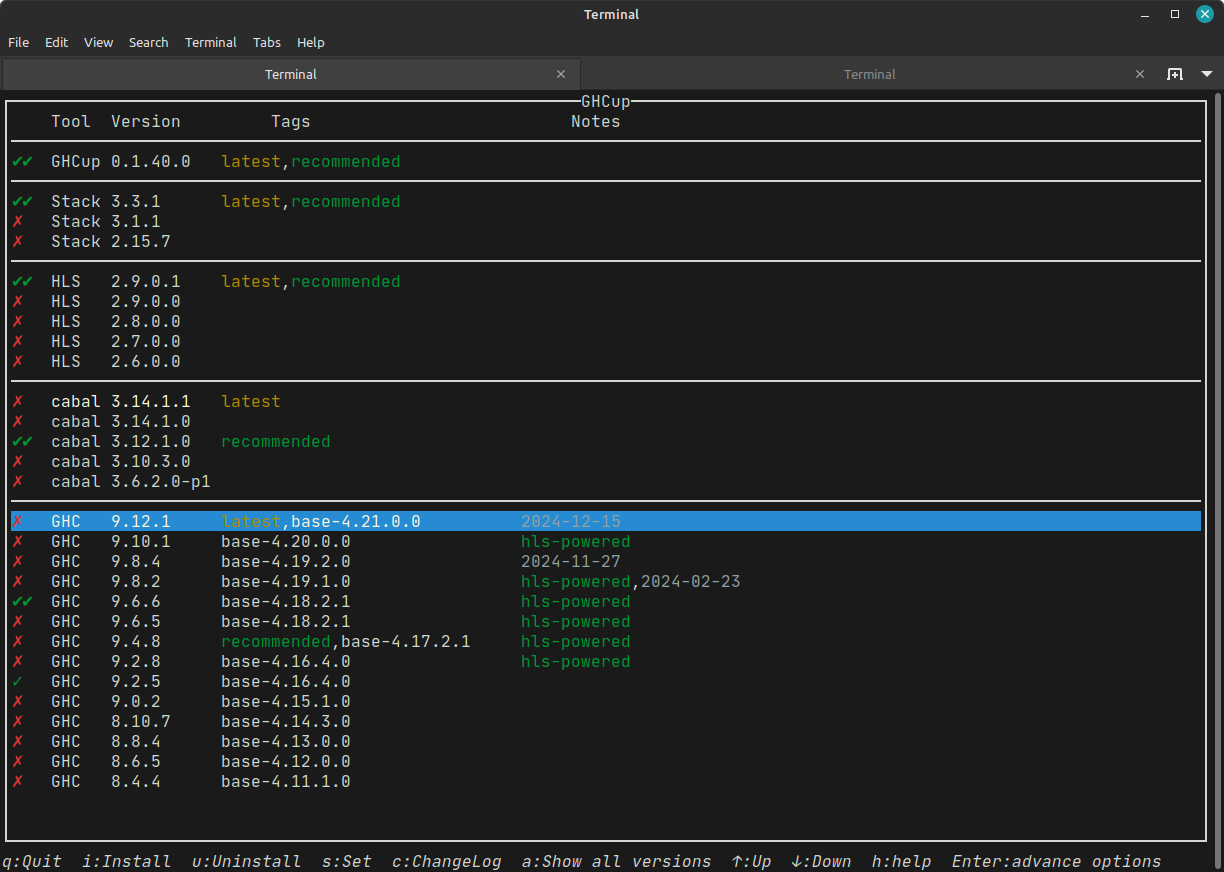 Terminal
File Edit View Search Terminal Tabs Help
Terminal Terminal
GHCup
Tool Version Tags Notes
✔✔ GHCup 0.1.40.0 latest,recommended
✔✔ Stack 3.3.1 latest,recommended
✗ Stack 3.1.1
✗ Stack 2.15.7
✔✔ HLS 2.9.0.1 latest,recommended
✗ HLS 2.9.0.0
✗ HLS 2.8.0.0
✗ HLS 2.7.0.0
✗ HLS 2.6.0.0
✗ cabal 3.14.1.1 latest
✗ cabal 3.14.1.0
✔✔ cabal 3.12.1.0 recommended
✗ cabal 3.10.3.0
✗ cabal 3.6.2.0-p1
✗ GHC 9.12.1 latest,base-4.21.0.0 2024-12-15
✗ GHC 9.10.1 base-4.20.0.0 hls-powered
✗ GHC 9.8.4 base-4.19.2.0 2024-11-27
✗ GHC 9.8.2 base-4.19.1.0 hls-powered,2024-02-23
✔✔ GHC 9.6.6 base-4.18.2.1 hls-powered
✗ GHC 9.6.5 base-4.18.2.1 hls-powered
✗ GHC 9.4.8 recommended,base-4.17.2.1 hls-powered
✗ GHC 9.2.8 base-4.16.4.0 hls-powered
✓ GHC 9.2.5 base-4.16.4.0
✗ GHC 9.0.2 base-4.15.1.0
✗ GHC 8.10.7 base-4.14.3.0
✗ GHC 8.8.4 base-4.13.0.0
✗ GHC 8.6.5 base-4.12.0.0
✗ GHC 8.4.4 base-4.11.1.0
q:Quit i:Install u:Uninstall s:Set c:ChangeLog a:Show all versions ↑:Up ↓:Down h:help Enter:advance options